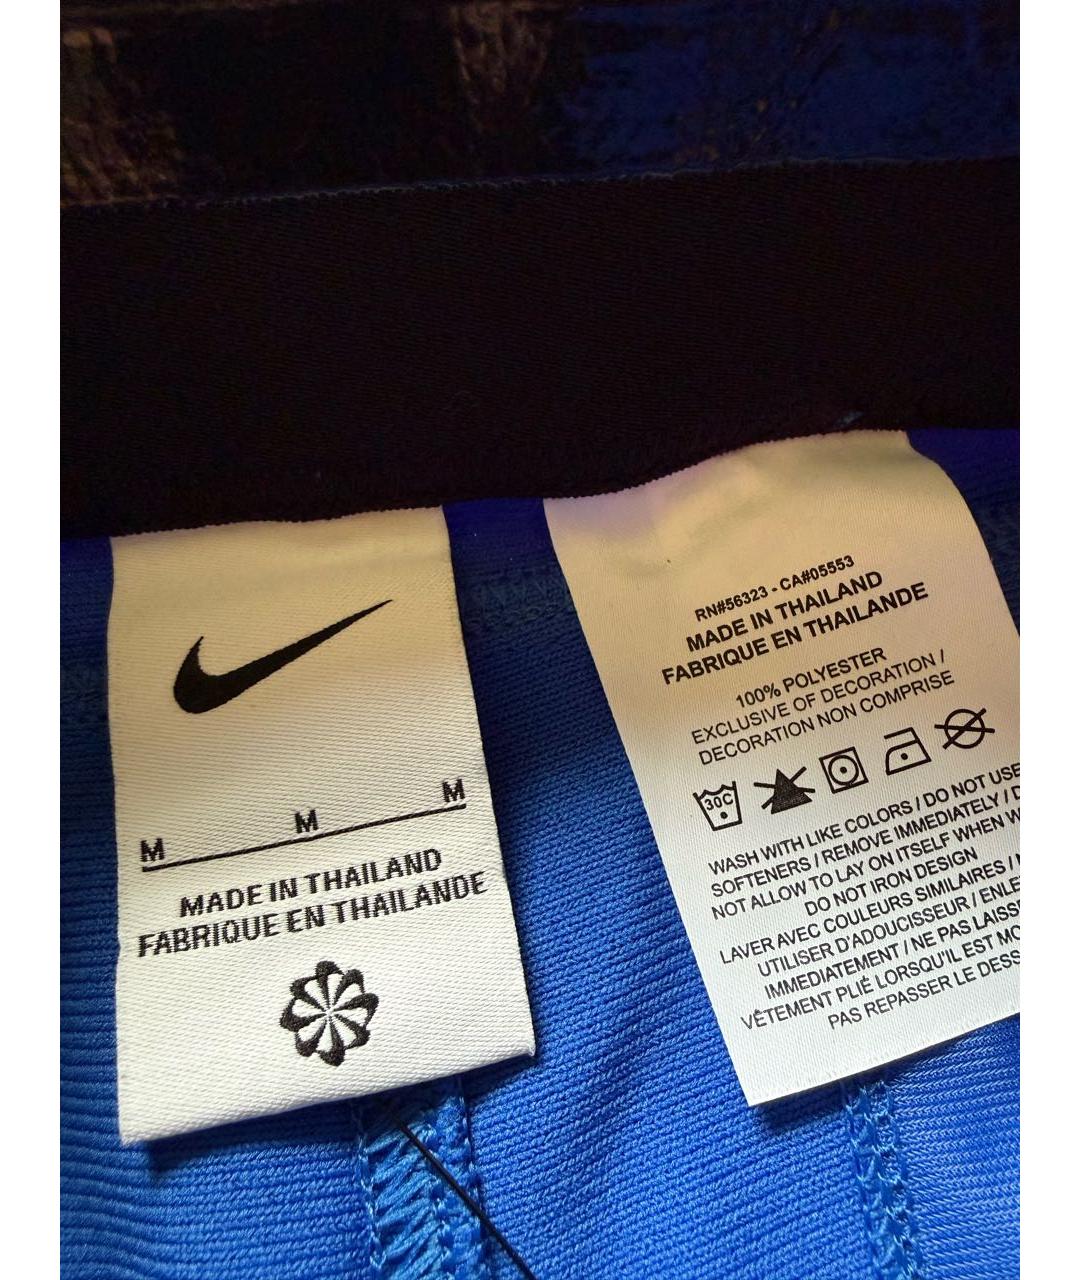 M
M
M
MADE IN THAILAND
FABRIQUE EN THAILANDE
RN#56323 - CA#05553
MADE IN THAILAND
FABRIQUE EN THAILANDE
100% POLYESTER
EXCLUSIVE OF DECORATION /
DECORATION NON COMPRISE
30C
WASH WITH LIKE COLORS / DO NOT USE
SOFTENERS / REMOVE IMMEDIATELY /
NOT ALLOW TO LAY ON ITSELF WHEN
DO NOT IRON DESIGN
LAVER AVEC COULEURS SIMILAIRES /
UTILISER D'ADOUCISSEUR /
IMMEDIATEMENT / NE PAS
VÊTEMENT PLIÉ LORSQU'IL EST
PAS REPASSER LE